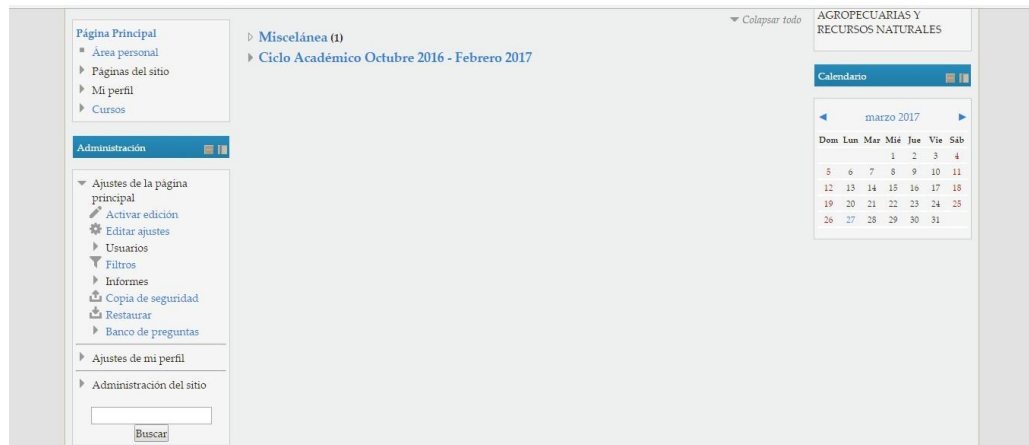 Página Principal
Área personal
Páginas del sitio
Mi perfil
Cursos
Administración
Ajustes de la página
principal
Activar edición
Editar ajustes
Usuarios
Filtros
Informes
Copia de seguridad
Restaurar
Banco de preguntas
Ajustes de mi perfil
Administración del sitio
Buscar
Colapsar todo
Miscelánea (1)
Ciclo Académico Octubre 2016 - Febrero 2017
AGROPECUARIAS Y
RECURSOS NATURALES
Calendario
marzo 2017
Dom Lun Mar Mié Jue Vie Sáb
1 2 3 4
5 6 7 8 9 10 11
12 13 14 15 16 17 18
19 20 21 22 23 24 25
26 27 28 29 30 31